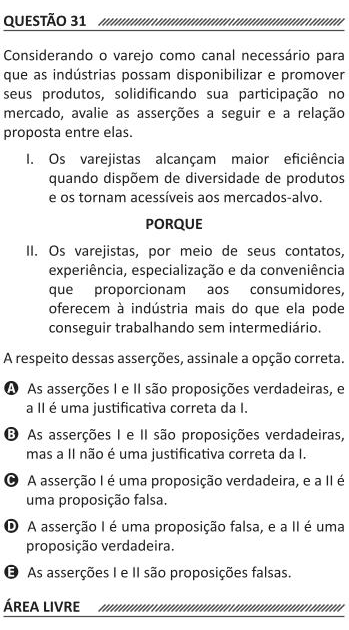 QUESTÃO 31
Considerando o varejo como canal necessário para
que as indústrias possam disponibilizar e promover
seus produtos, solidificando sua participação no
mercado, avalie as asserções a seguir e a relação
proposta entre elas.
I. Os varejistas alcançam maior eficiência
quando dispõem de diversidade de produtos
e os tornam acessíveis aos mercados-alvo.
PORQUE
II. Os varejistas, por meio de seus contatos,
experiência, especialização e da conveniência
que proporcionam aos consumidores,
oferecem à indústria mais do que ela pode
conseguir trabalhando sem intermediário.
A respeito dessas asserções, assinale a opção correta.
A As asserções I e II são proposições verdadeiras, e
a II é uma justificativa correta da I.
B As asserções I e II são proposições verdadeiras,
mas a II não é uma justificativa correta da I.
C A asserção I é uma proposição verdadeira, e a II é
uma proposição falsa.
D A asserção I é uma proposição falsa, e a II é uma
proposição verdadeira.
E As asserções I e II são proposições falsas.
ÁREA LIVRE